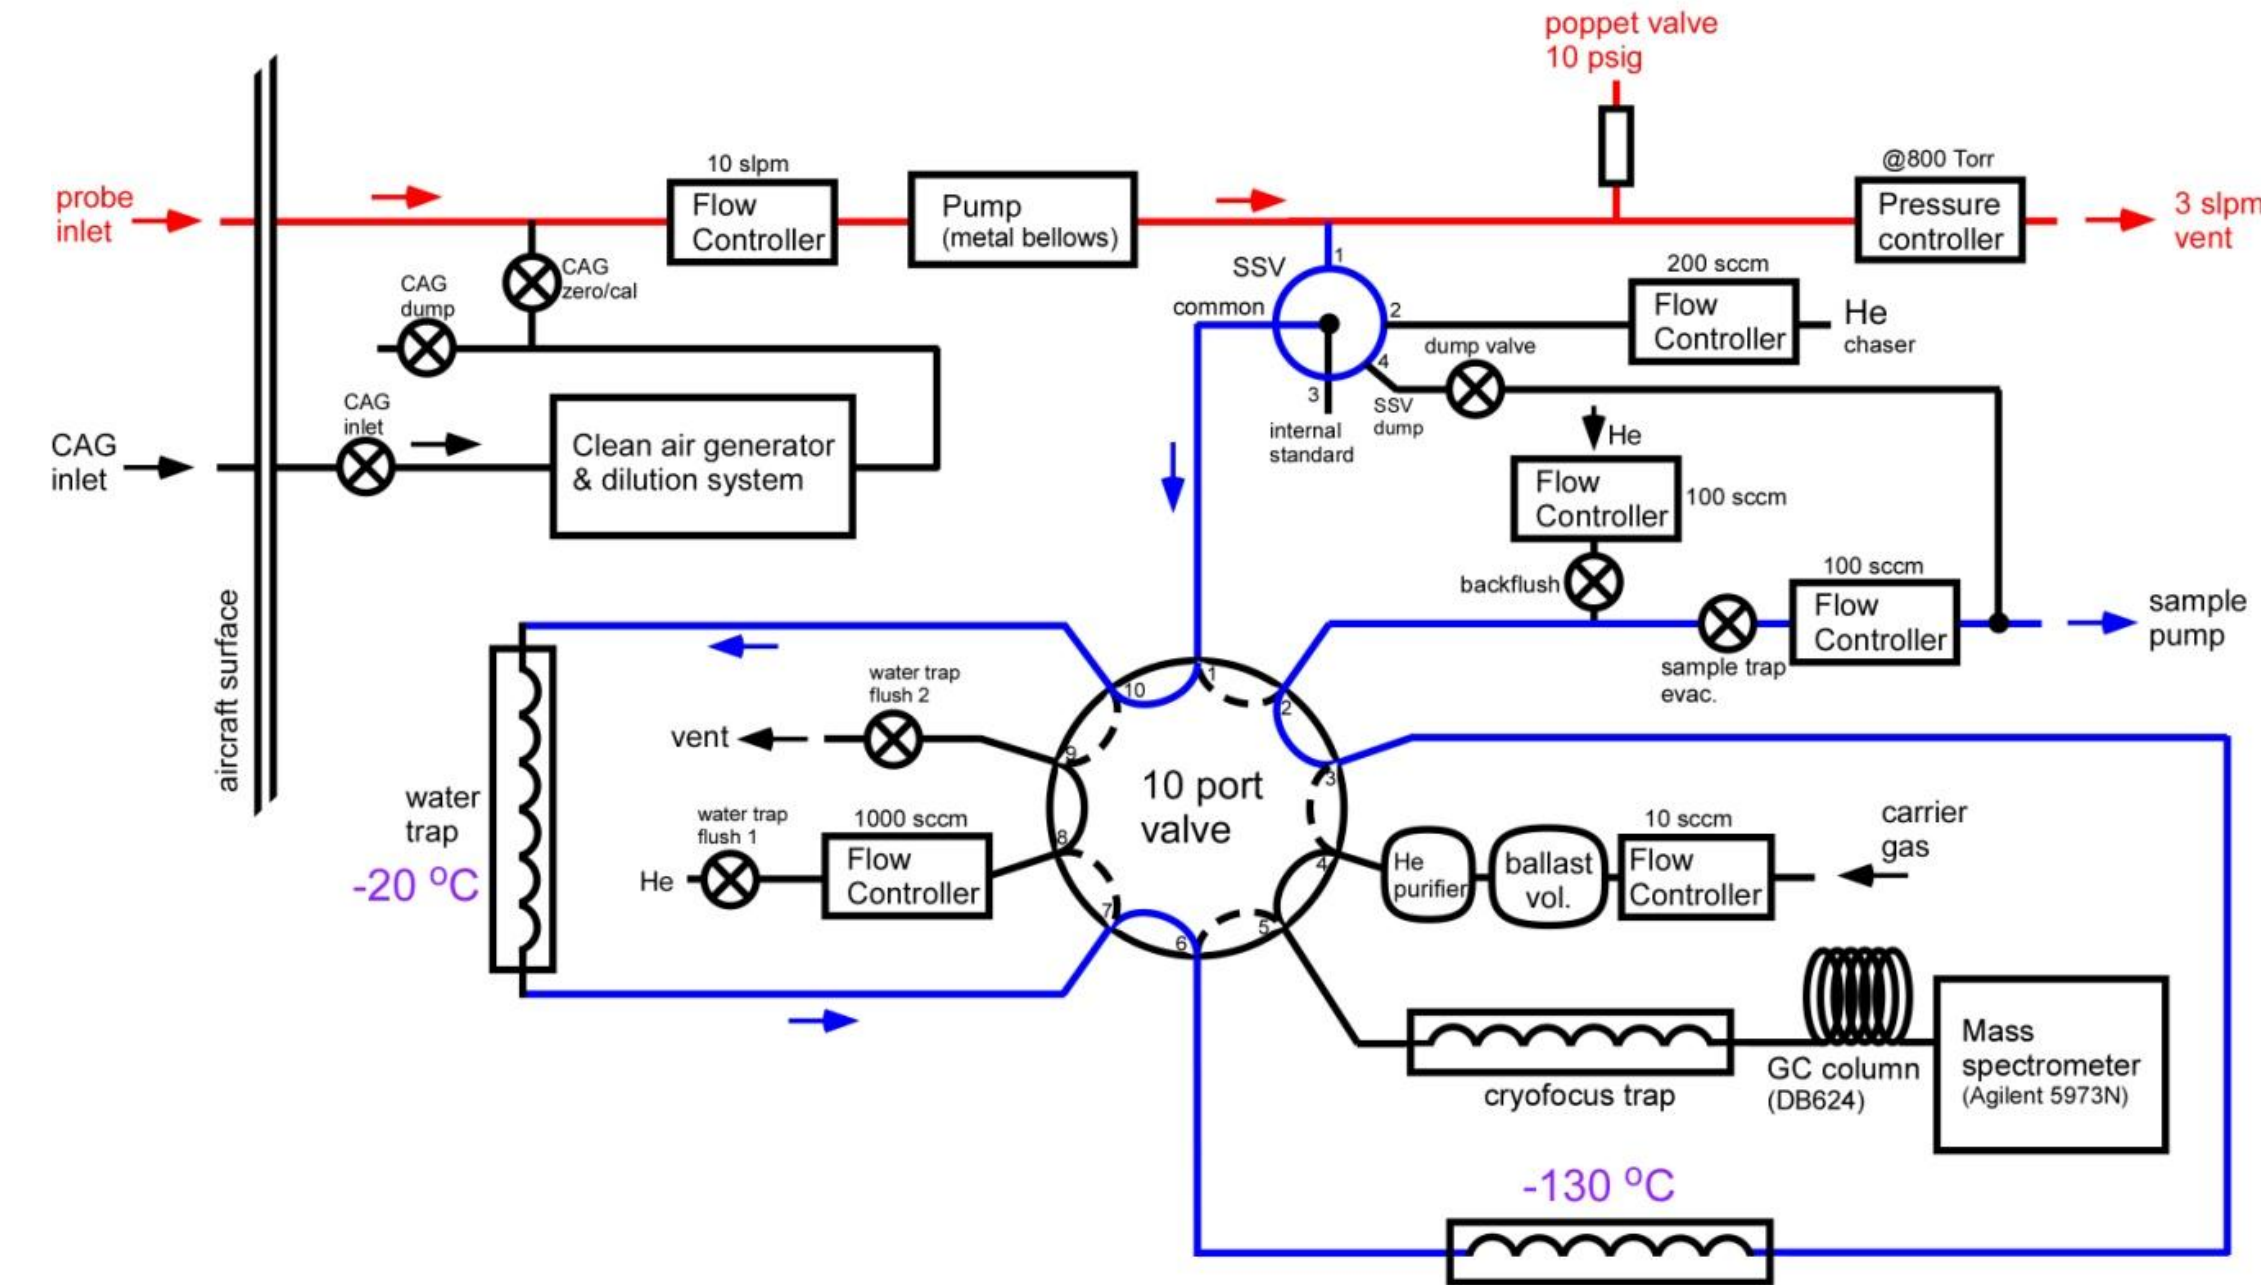 poppet valve
10 psig
probe
inlet
10 slpm
Flow
Controller
Pump
(metal bellows)
@800 Torr
Pressure
controller
3 slpm
vent
CAG
zero/cal
CAG
dump
SSV
common
1
2
3
4
200 sccm
Flow
Controller
He
chaser
dump valve
SSV
dump
internal
standard
CAG
inlet
CAG
inlet
Clean air generator
& dilution system
He
Flow
Controller
100 sccm
backflush
100 sccm
Flow
Controller
sample trap
evac.
sample
pump
aircraft surface
water trap
flush 2
vent
water
trap
-20 °C
water trap
flush 1
He
1000 sccm
Flow
Controller
10 port
valve
1
2
3
4
5
6
7
8
9
10
He
purifier
ballast
vol.
10 sccm
Flow
Controller
carrier
gas
cryofocus trap
GC column
(DB624)
Mass
spectrometer
(Agilent 5973N)
-130 °C